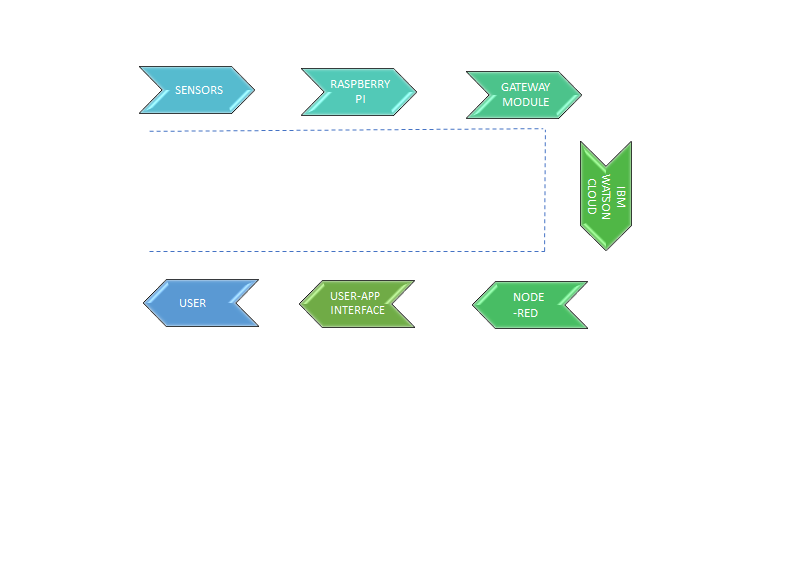 SENSORS
RASPBERRY
PI
GATEWAY
MODULE
IBM
WATSON
CLOUD
NODE
-RED
USER-APP
INTERFACE
USER